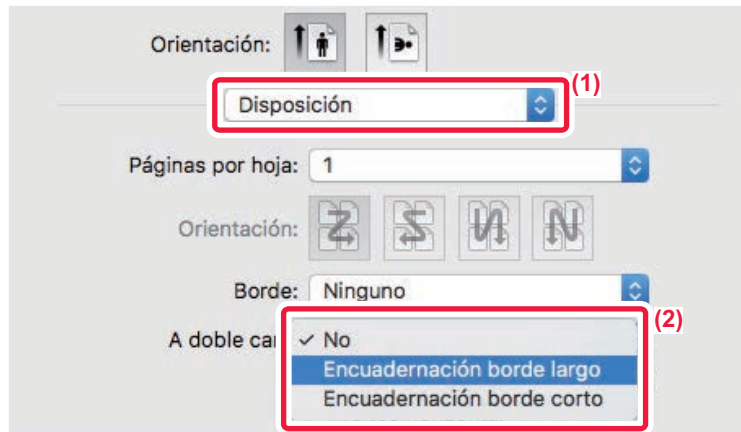 Orientación:
(1)
Disposición
Páginas por hoja: 1
Orientación:
Borde: Ninguno
(2)
A doble car ✓ No
Encuadernación borde largo
Encuadernación borde corto